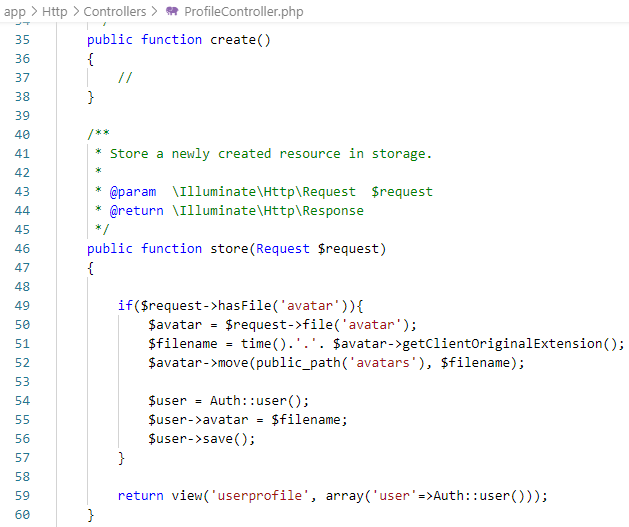 app > Http > Controllers > ProfileController.php
34 */
35 public function create()
36 {
37 //
38 }
39
40 /**
41 * Store a newly created resource in storage.
42 *
43 * @param  \Illuminate\Http\Request  $request
44 * @return \Illuminate\Http\Response
45 */
46 public function store(Request $request)
47 {
48
49 if($request->hasFile('avatar')){
50 $avatar = $request->file('avatar');
51 $filename = time().'.'. $avatar->getClientOriginalExtension();
52 $avatar->move(public_path('avatars'), $filename);
53
54 $user = Auth::user();
55 $user->avatar = $filename;
56 $user->save();
57 }
58
59 return view('userprofile', array('user'=>Auth::user()));
60 }